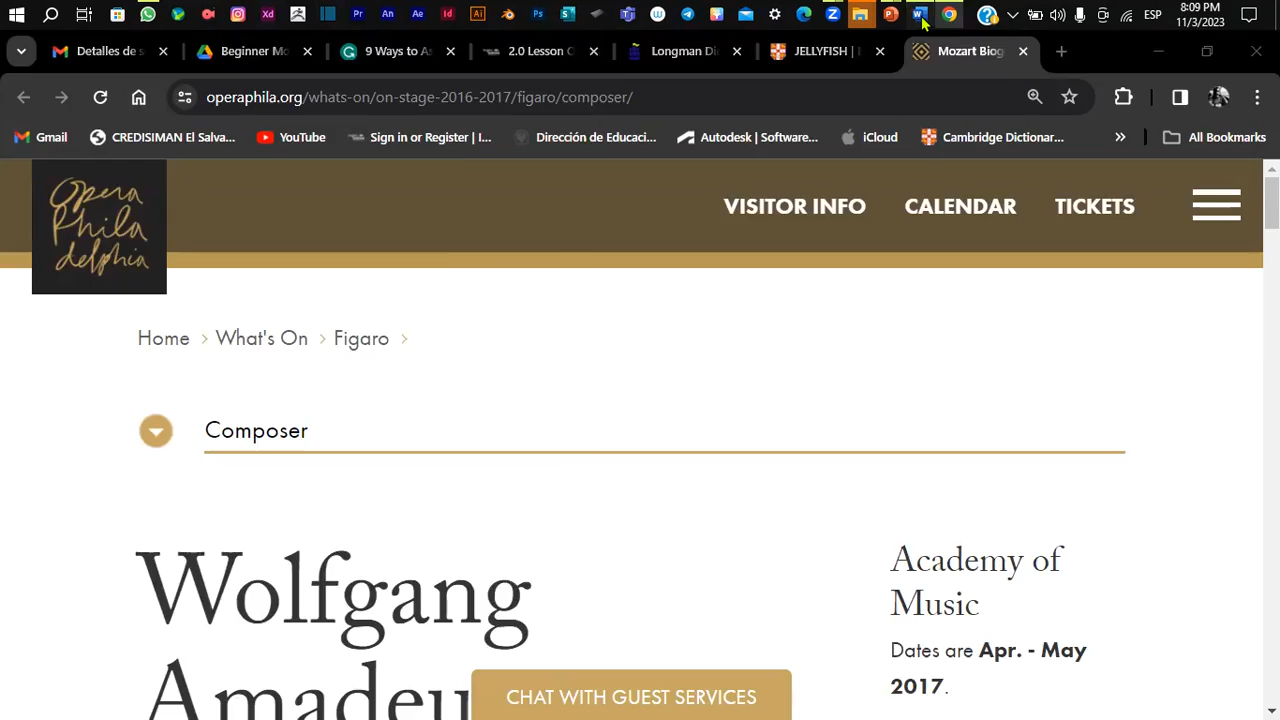 8:09 PM
ESP
11/3/2023
Detalles de s
Beginner Mo
9 Ways to As
2.0 Lesson C
Longman Di
JELLYFISH |
Mozart Biog
operaphila.org/whats-on/on-stage-2016-2017/figaro/composer/
Gmail
CREDISIMAN El Salva...
YouTube
Sign in or Register | I...
Dirección de Educaci...
Autodesk | Software...
iCloud
Cambridge Dictionar...
»
All Bookmarks
Opera
Phila
delphia
VISITOR INFO
CALENDAR
TICKETS
Home > What's On > Figaro >
Composer
Wolfgang
Amadeu
Academy of
Music
Dates are Apr. - May
2017.
CHAT WITH GUEST SERVICES